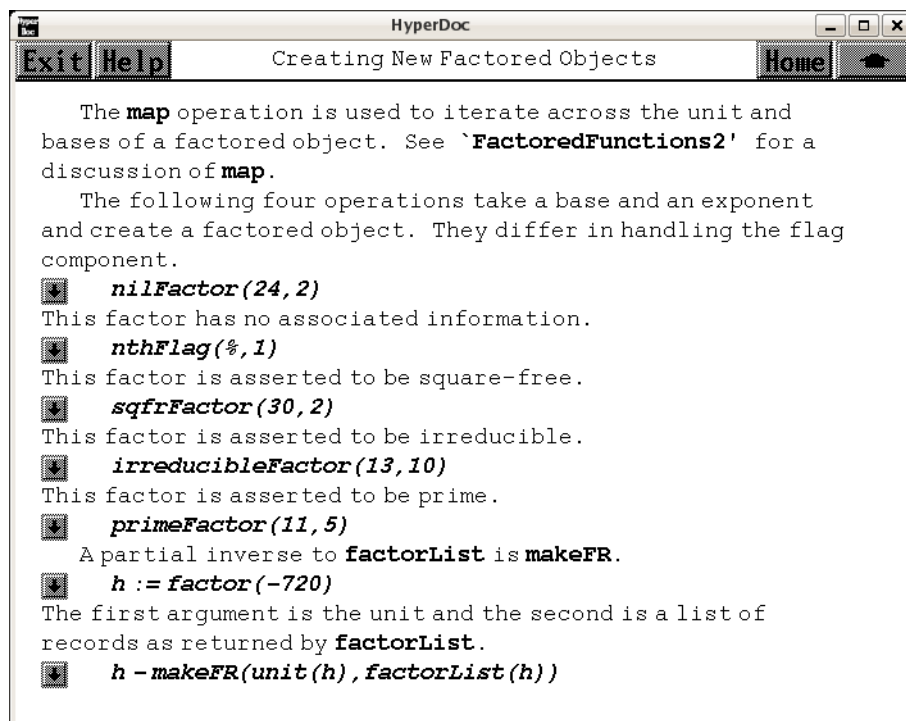 Hyper Doc
HyperDoc
Exit Help Creating New Factored Objects Home
The map operation is used to iterate across the unit and
bases of a factored object. See `FactoredFunctions2' for a
discussion of map.
The following four operations take a base and an exponent
and create a factored object. They differ in handling the flag
component.
nilFactor(24,2)
This factor has no associated information.
nthFlag(%,1)
This factor is asserted to be square-free.
sqfrFactor(30,2)
This factor is asserted to be irreducible.
irreducibleFactor(13,10)
This factor is asserted to be prime.
primeFactor(11,5)
A partial inverse to factorList is makeFR.
h := factor(-720)
The first argument is the unit and the second is a list of
records as returned by factorList.
h - makeFR(unit(h),factorList(h))